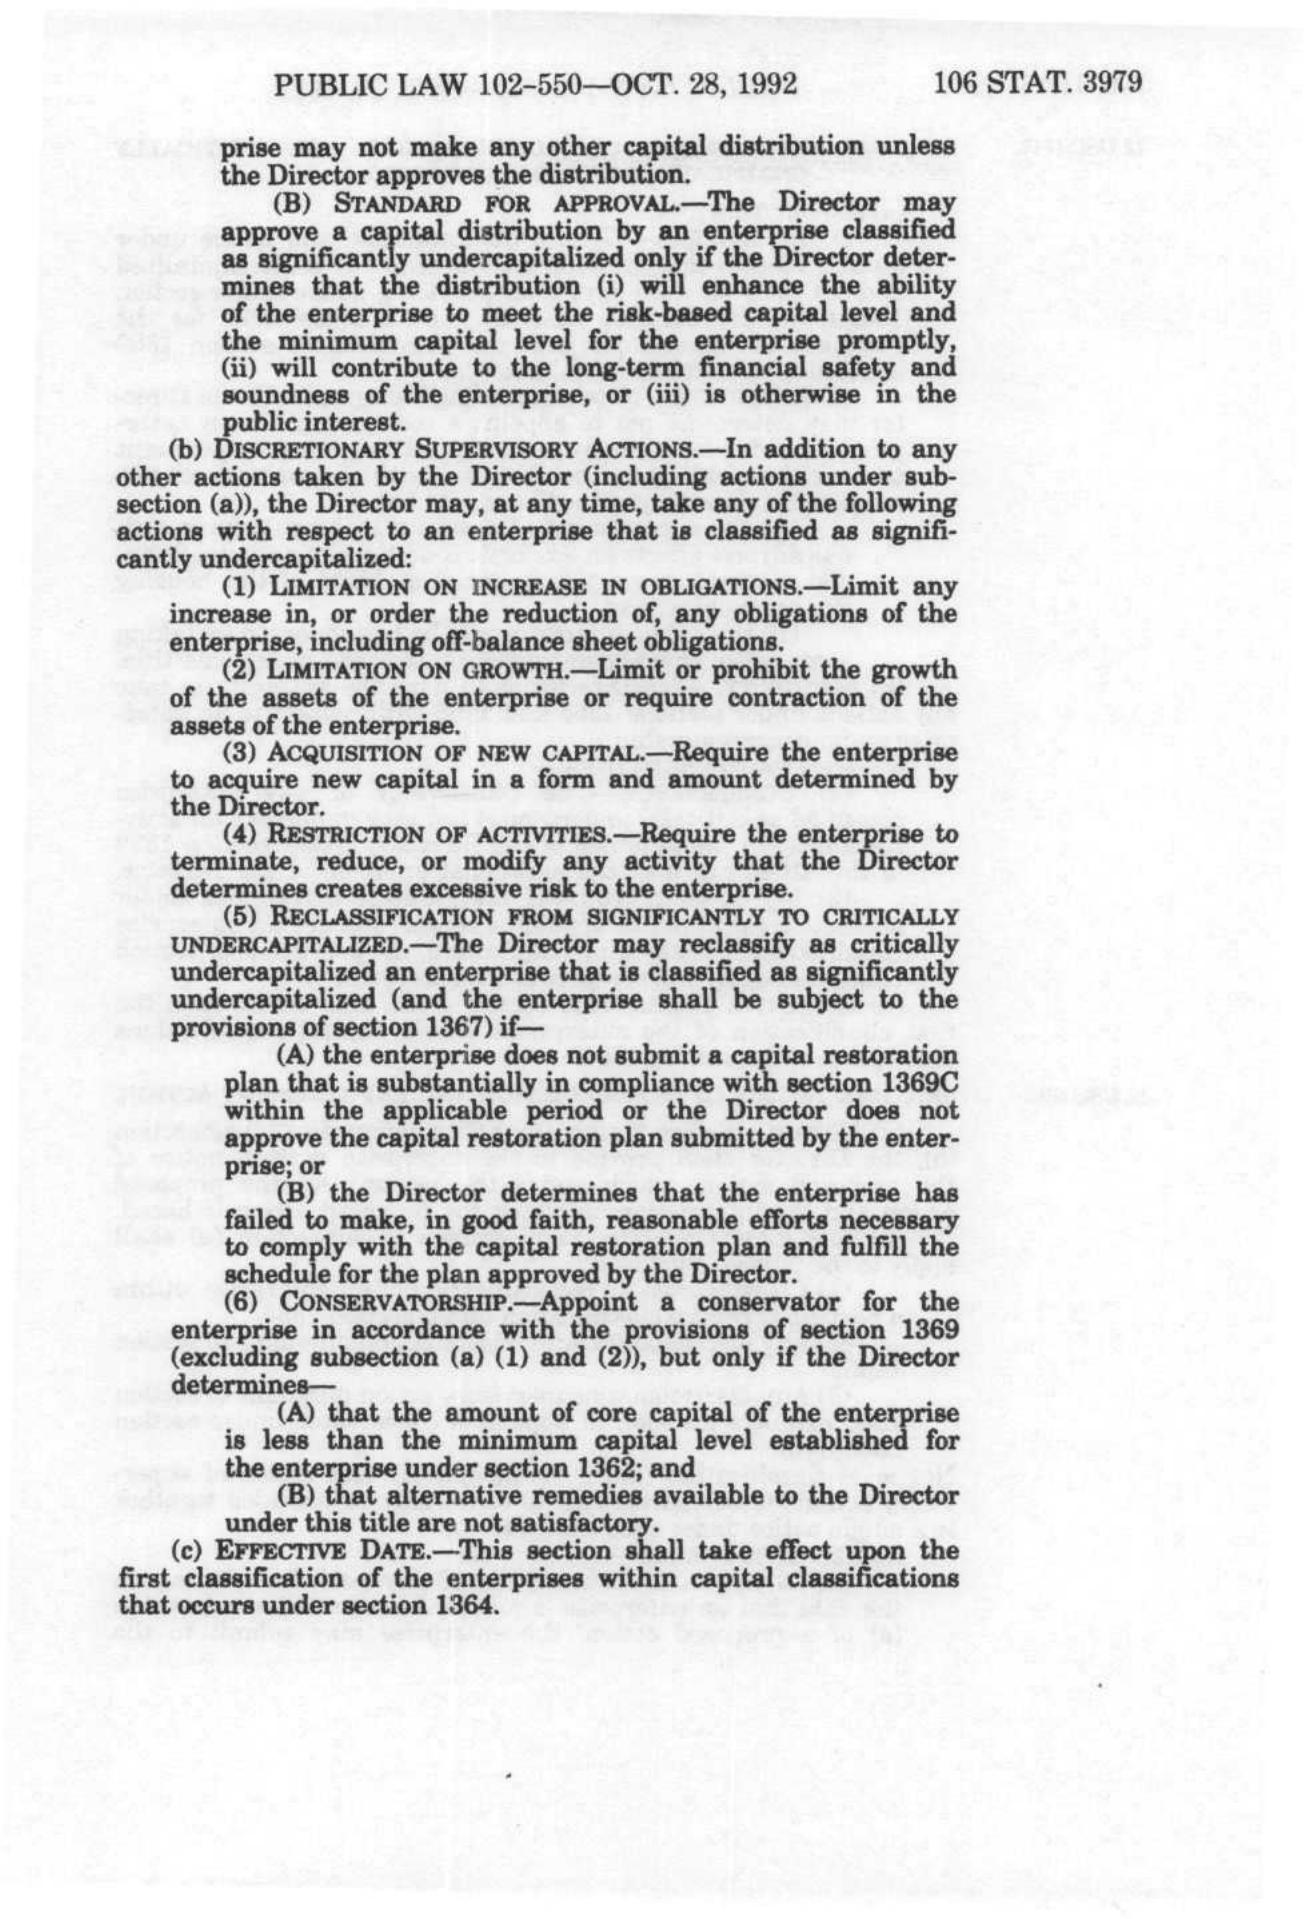 PUBLIC LAW 102–550—OCT. 28, 1992 106 STAT. 3979
prise may not make any other capital distribution unless
the Director approves the distribution.
(B) STANDARD FOR APPROVAL.—The Director may
approve a capital distribution by an enterprise classified
as significantly undercapitalized only if the Director deter-
mines that the distribution (i) will enhance the ability
of the enterprise to meet the risk-based capital level and
the minimum capital level for the enterprise promptly,
(ii) will contribute to the long-term financial safety and
soundness of the enterprise, or (iii) is otherwise in the
public interest.
(b) DISCRETIONARY SUPERVISORY ACTIONS.—In addition to any
other actions taken by the Director (including actions under sub-
section (a)), the Director may, at any time, take any of the following
actions with respect to an enterprise that is classified as signifi-
cantly undercapitalized:
(1) LIMITATION ON INCREASE IN OBLIGATIONS.—Limit any
increase in, or order the reduction of, any obligations of the
enterprise, including off-balance sheet obligations.
(2) LIMITATION ON GROWTH.—Limit or prohibit the growth
of the assets of the enterprise or require contraction of the
assets of the enterprise.
(3) ACQUISITION OF NEW CAPITAL.—Require the enterprise
to acquire new capital in a form and amount determined by
the Director.
(4) RESTRICTION OF ACTIVITIES.—Require the enterprise to
terminate, reduce, or modify any activity that the Director
determines creates excessive risk to the enterprise.
(5) RECLASSIFICATION FROM SIGNIFICANTLY TO CRITICALLY
UNDERCAPITALIZED.—The Director may reclassify as critically
undercapitalized an enterprise that is classified as significantly
undercapitalized (and the enterprise shall be subject to the
provisions of section 1367) if—
(A) the enterprise does not submit a capital restoration
plan that is substantially in compliance with section 1369C
within the applicable period or the Director does not
approve the capital restoration plan submitted by the enter-
prise; or
(B) the Director determines that the enterprise has
failed to make, in good faith, reasonable efforts necessary
to comply with the capital restoration plan and fulfill the
schedule for the plan approved by the Director.
(6) CONSERVATORSHIP.—Appoint a conservator for the
enterprise in accordance with the provisions of section 1369
(excluding subsection (a) (1) and (2)), but only if the Director
determines—
(A) that the amount of core capital of the enterprise
is less than the minimum capital level established for
the enterprise under section 1362; and
(B) that alternative remedies available to the Director
under this title are not satisfactory.
(c) EFFECTIVE DATE.—This section shall take effect upon the
first classification of the enterprises within capital classifications
that occurs under section 1364.